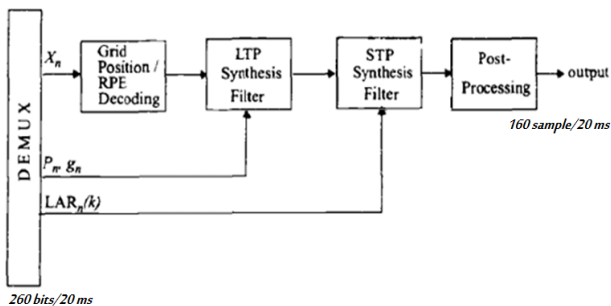 DEMUX
Xn
Grid
Position /
RPE
Decoding
LTP
Synthesis
Filter
STP
Synthesis
Filter
Post-
Processing
output
160 sample/20 ms
Pn, gn
LARn(k)
260 bits/20 ms